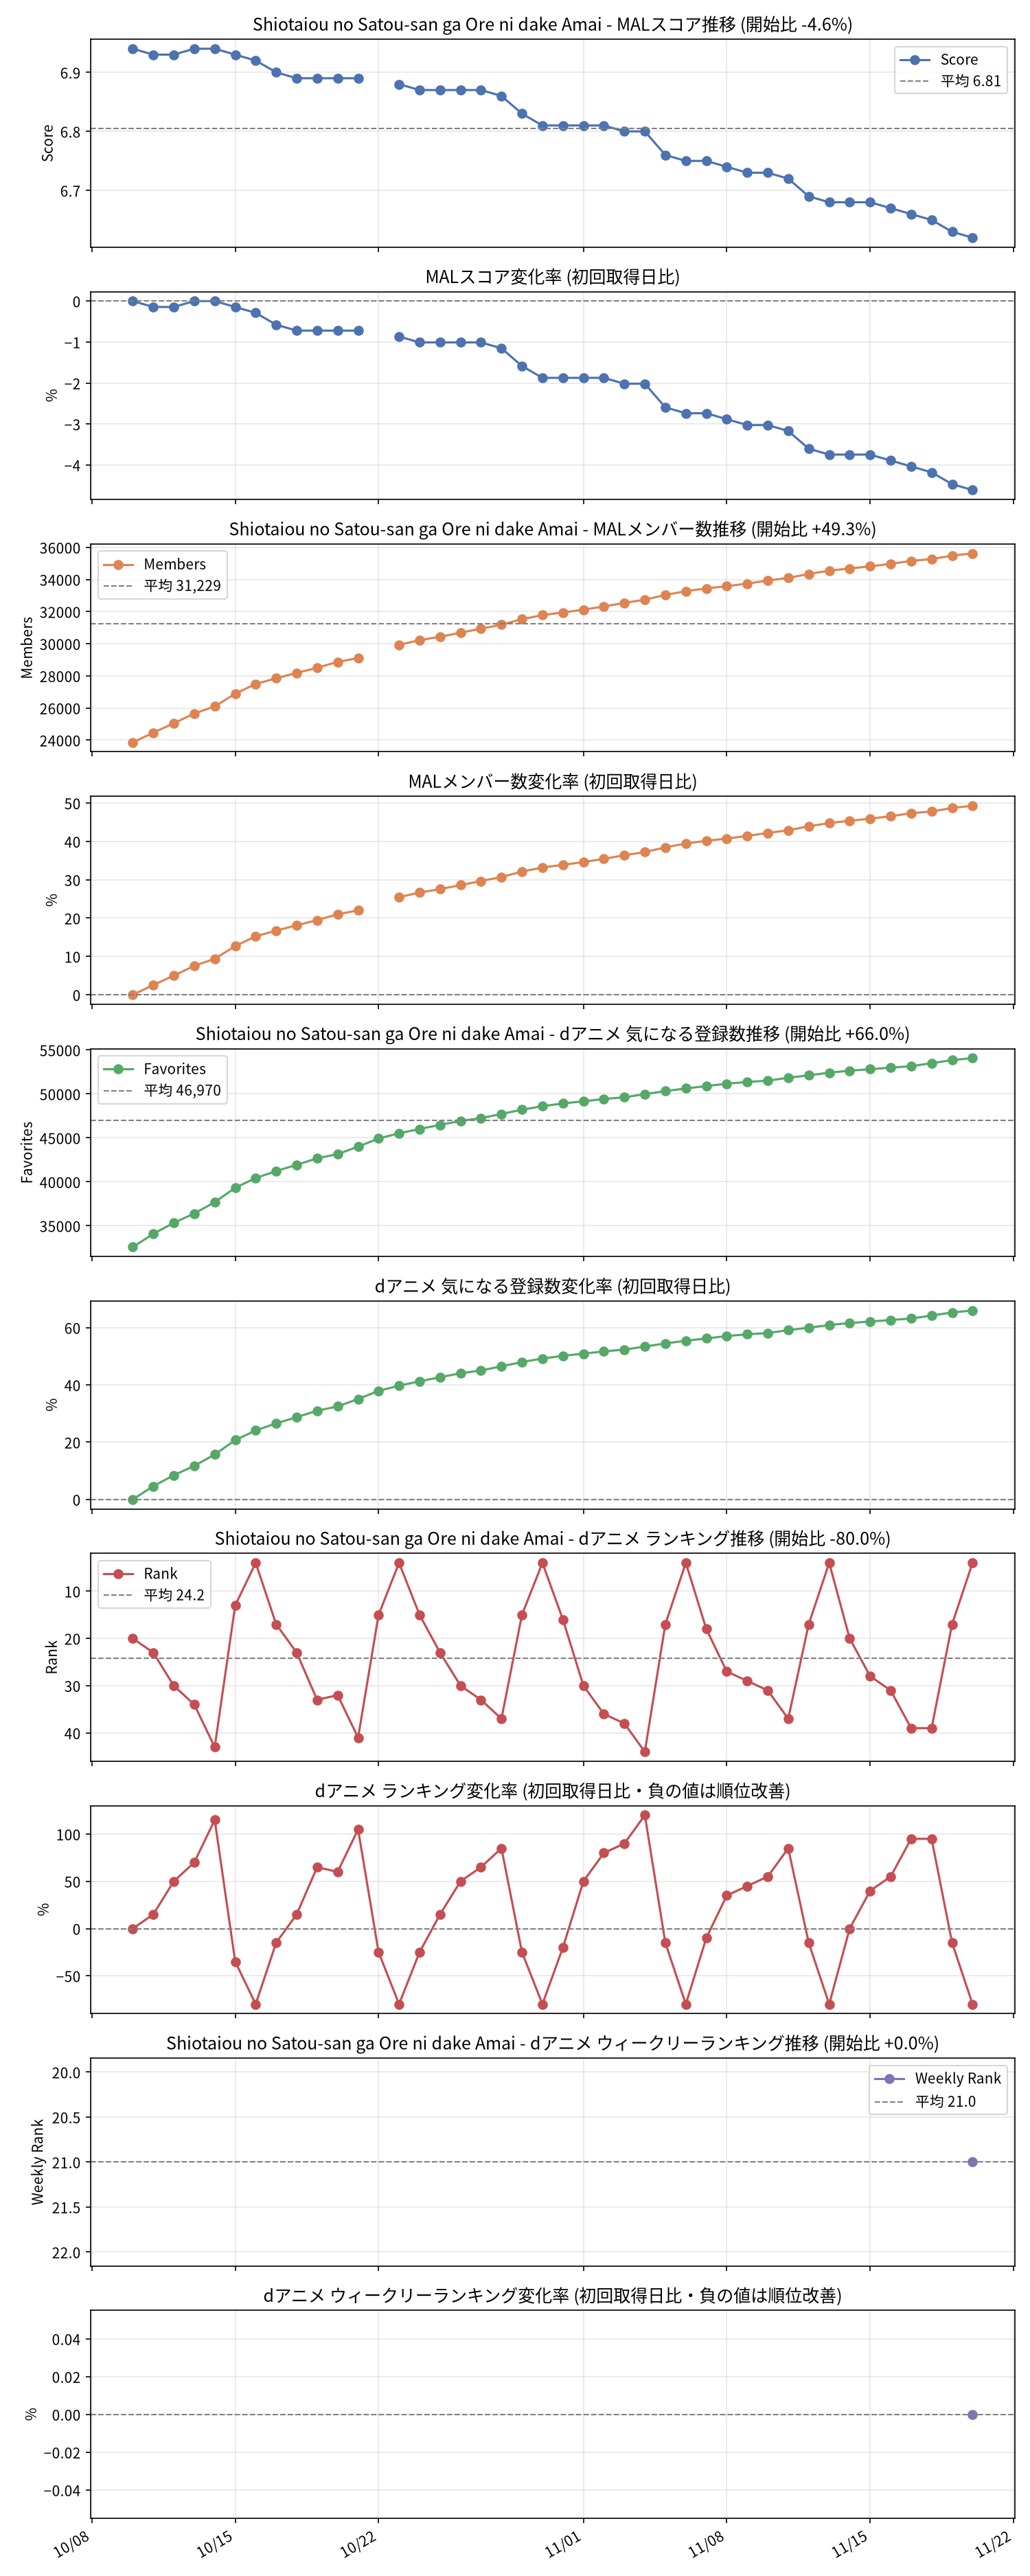 Shiotaiou no Satou-san ga Ore ni dake Amai - MALスコア推移 (開始比 -4.6%)
Score
平均 6.81
Score
6.9
6.8
6.7
MALスコア変化率 (初回取得日比)
%
0
−1
−2
−3
−4
Shiotaiou no Satou-san ga Ore ni dake Amai - MALメンバー数推移 (開始比 +49.3%)
Members
平均 31,229
Members
36000
34000
32000
30000
28000
26000
24000
MALメンバー数変化率 (初回取得日比)
%
50
40
30
20
10
0
Shiotaiou no Satou-san ga Ore ni dake Amai - dアニメ 気になる登録数推移 (開始比 +66.0%)
Favorites
平均 46,970
Favorites
55000
50000
45000
40000
35000
dアニメ 気になる登録数変化率 (初回取得日比)
%
60
40
20
0
Shiotaiou no Satou-san ga Ore ni dake Amai - dアニメ ランキング推移 (開始比 -80.0%)
Rank
平均 24.2
Rank
10
20
30
40
dアニメ ランキング変化率 (初回取得日比・負の値は順位改善)
%
100
50
0
−50
Shiotaiou no Satou-san ga Ore ni dake Amai - dアニメ ウィークリーランキング推移 (開始比 +0.0%)
Weekly Rank
平均 21.0
Weekly Rank
20.0
20.5
21.0
21.5
22.0
dアニメ ウィークリーランキング変化率 (初回取得日比・負の値は順位改善)
%
0.04
0.02
0.00
−0.02
−0.04
10/08
10/15
10/22
11/01
11/08
11/15
11/22